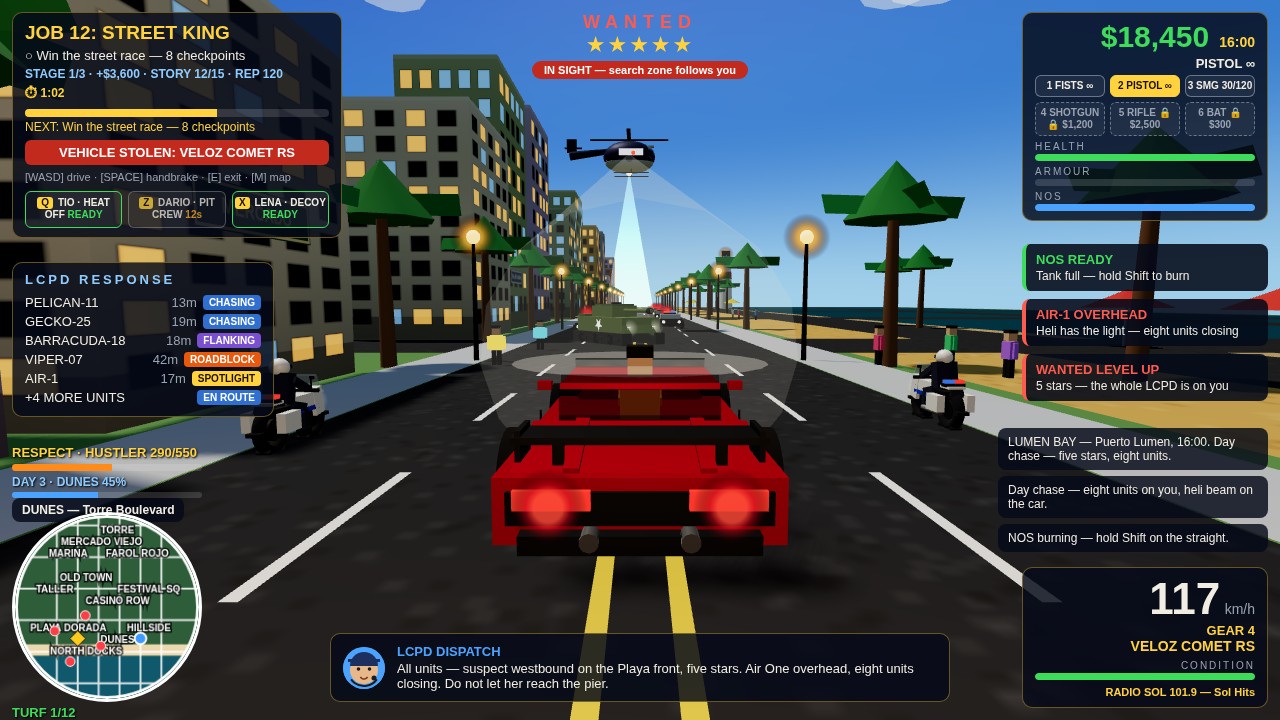 JOB 12: STREET KING
○ Win the street race — 8 checkpoints
STAGE 1/3 · +$3,600 · STORY 12/15 · REP 120
⏱ 1:02
NEXT: Win the street race — 8 checkpoints
VEHICLE STOLEN: VELOZ COMET RS
[WASD] drive · [SPACE] handbrake · [E] exit · [M] map
Q TIO · HEAT OFF READY
Z DARIO · PIT CREW 12s
X LENA · DECOY READY
WANTED
★★★★★
IN SIGHT — search zone follows you
$18,450 16:00
PISTOL ∞
1 FISTS ∞
2 PISTOL ∞
3 SMG 30/120
4 SHOTGUN 🔒 $1,200
5 RIFLE 🔒 $2,500
6 BAT 🔒 $300
HEALTH
ARMOUR
NOS
LCPD RESPONSE
PELICAN-11 13m CHASING
GECKO-25 19m CHASING
BARRACUDA-18 18m FLANKING
VIPER-07 42m ROADBLOCK
AIR-1 17m SPOTLIGHT
+4 MORE UNITS EN ROUTE
NOS READY
Tank full — hold Shift to burn
AIR-1 OVERHEAD
Heli has the light — eight units closing
WANTED LEVEL UP
5 stars — the whole LCPD is on you
LUMEN BAY — Puerto Lumen, 16:00. Day
chase — five stars, eight units.
Day chase — eight units on you, heli beam on
the car.
NOS burning — hold Shift on the straight.
RESPECT · HUSTLER 290/550
DAY 3 · DUNES 45%
DUNES — Torre Boulevard
TORRE
MERCADO VIEJO
MARINA FAROL ROJO
OLD TOWN
TALLER FESTIVAL SQ
CASINO ROW
PLAYA DORADA HILLSIDE
DUNES
NORTH DOCKS
TURF 1/12
LCPD DISPATCH
All units — suspect westbound on the Playa front, five stars. Air One overhead, eight units
closing. Do not let her reach the pier.
117 km/h
GEAR 4
VELOZ COMET RS
CONDITION
RADIO SOL 101.9 — Sol Hits